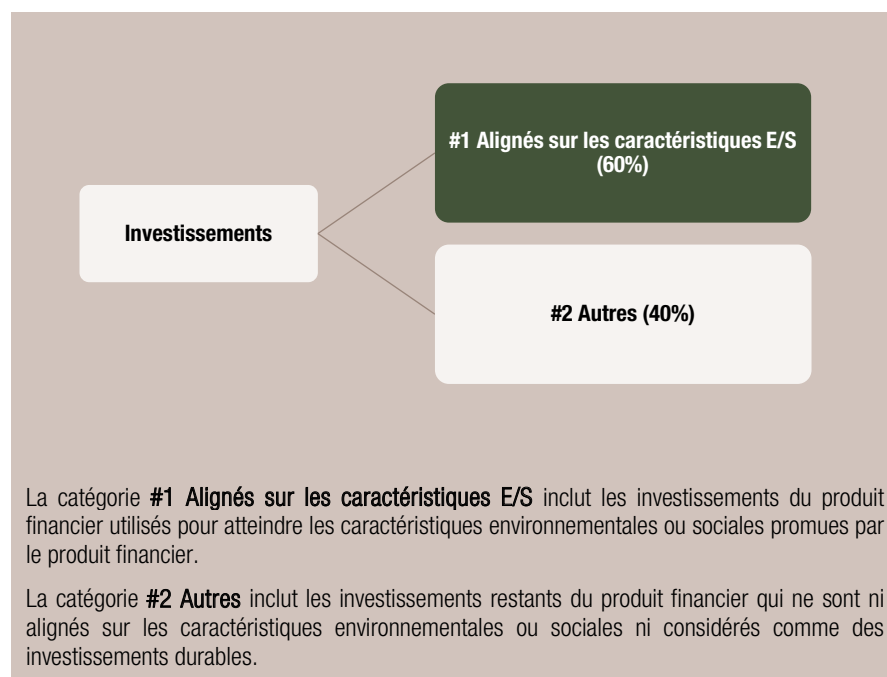 #1 Alignés sur les caractéristiques E/S
(60%)
Investissements
#2 Autres (40%)
La catégorie #1 Alignés sur les caractéristiques E/S inclut les investissements du produit
financier utilisés pour atteindre les caractéristiques environnementales ou sociales promues par
le produit financier.
La catégorie #2 Autres inclut les investissements restants du produit financier qui ne sont ni
alignés sur les caractéristiques environnementales ou sociales ni considérés comme des
investissements durables.